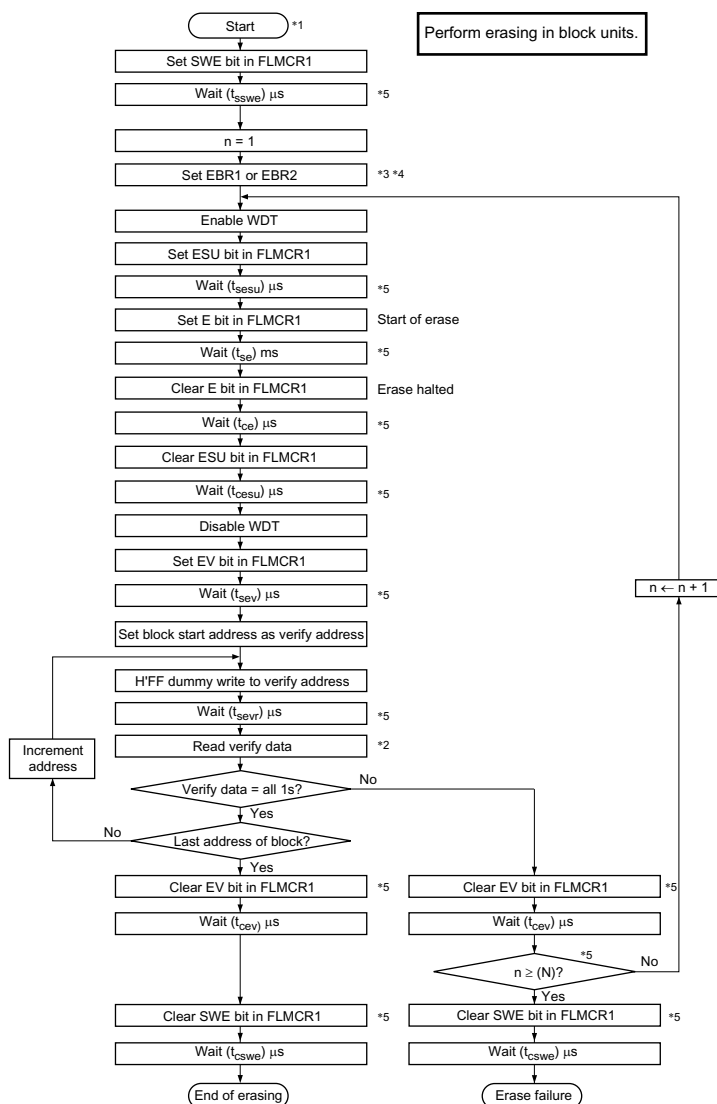 Start *1
Perform erasing in block units.
Set SWE bit in FLMCR1
Wait (tsswe) μs *5
n = 1
Set EBR1 or EBR2 *3 *4
Enable WDT
Set ESU bit in FLMCR1
Wait (tsesu) μs *5
Set E bit in FLMCR1 Start of erase
Wait (tse) ms *5
Clear E bit in FLMCR1 Erase halted
Wait (tce) μs *5
Clear ESU bit in FLMCR1
Wait (tcesu) μs *5
Disable WDT
Set EV bit in FLMCR1
Wait (tsev) μs *5
n ← n + 1
Set block start address as verify address
H'FF dummy write to verify address
Wait (tsevr) μs *5
Read verify data *2
Increment
address
Verify data = all 1s?
No
Yes
Last address of block?
No
Yes
Clear EV bit in FLMCR1 *5
Wait (tcev) μs
Clear EV bit in FLMCR1 *5
Wait (tcev) μs
n ≥ (N)? *5
No
Yes
Clear SWE bit in FLMCR1 *5
Wait (tcswe) μs
End of erasing
Clear SWE bit in FLMCR1 *5
Wait (tcswe) μs
Erase failure